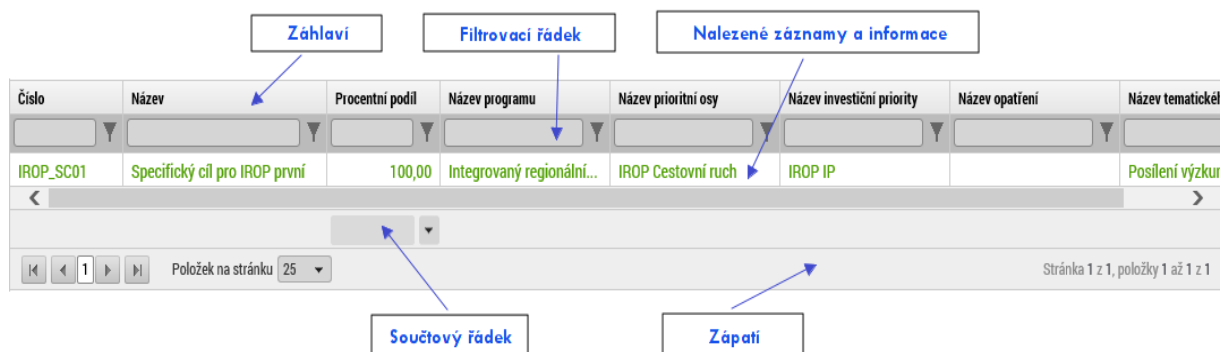 Záhlaví Filtrovací řádek Nalezené záznamy a informace
Číslo Název Procentní podíl Název programu Název prioritní osy Název investiční priority Název opatření Název tematickéh
IROP_SC01 Specifický cíl pro IROP první 100,00 Integrovaný regionální... IROP Cestovní ruch IROP IP Posílení výzkum
1 Položek na stránku 25 Stránka 1 z 1, položky 1 až 1 z 1
Součtový řádek Zápatí